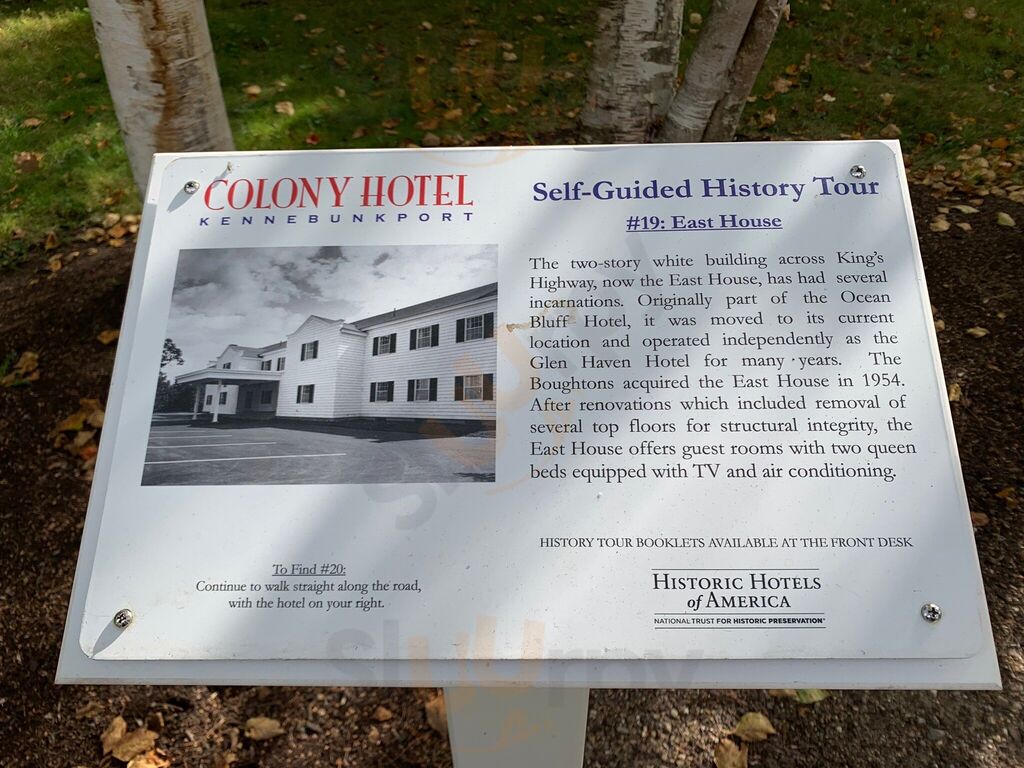 COLONY HOTEL
KENNEBUNKPORT
Self-Guided History Tour
#19: East House
The two-story white building across King's
Highway, now the East House, has had several
incarnations. Originally part of the Ocean
Bluff Hotel, it was moved to its current
location and operated independently as the
Glen Haven Hotel for many years. The
Boughtons acquired the East House in 1954.
After renovations which included removal of
several top floors for structural integrity, the
East House offers guest rooms with two queen
beds equipped with TV and air conditioning.
HISTORY TOUR BOOKLETS AVAILABLE AT THE FRONT DESK
To Find #20:
Continue to walk straight along the road,
with the hotel on your right.
HISTORIC HOTELS
of AMERICA
NATIONAL TRUST FOR HISTORIC PRESERVATION